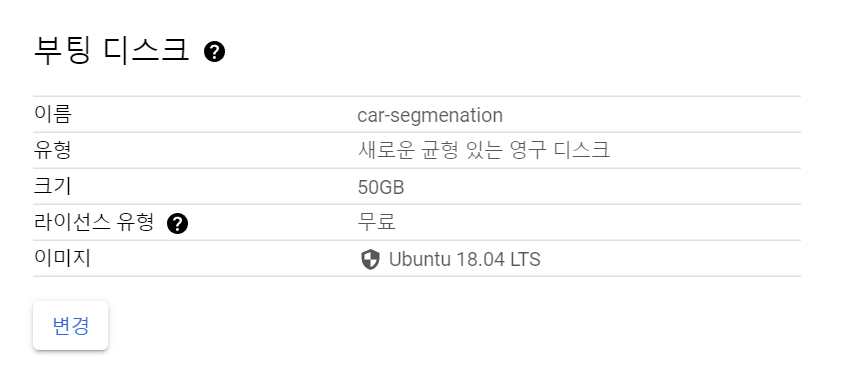 부팅 디스크
이름 car-segmenation
유형 새로운 균형 있는 영구 디스크
크기 50GB
라이선스 유형 무료
이미지 Ubuntu 18.04 LTS
변경